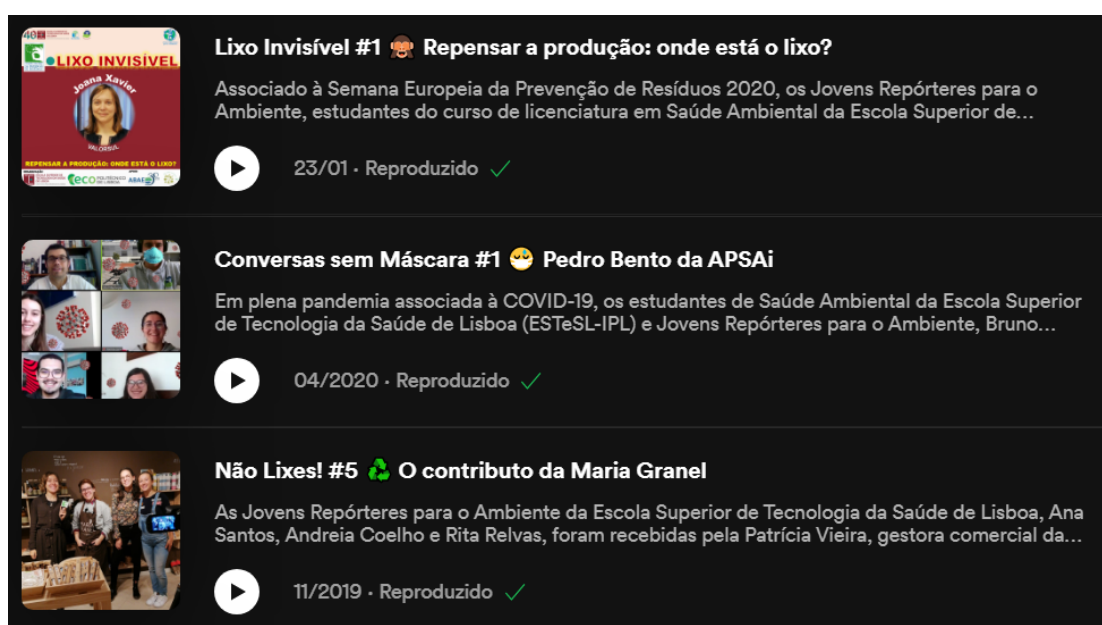 40
LIXO INVISÍVEL
Joana Xavier
VALORSUL
REPENSAR A PRODUÇÃO: ONDE ESTÁ O LIXO?
eco POLITÉCNICO DE LISBOA
ABAE
Lixo Invisível #1 🙈 Repensar a produção: onde está o lixo?
Associado à Semana Europeia da Prevenção de Resíduos 2020, os Jovens Repórteres para o
Ambiente, estudantes do curso de licenciatura em Saúde Ambiental da Escola Superior de...
23/01 · Reproduzido ✓
Conversas sem Máscara #1 😷 Pedro Bento da APSAi
Em plena pandemia associada à COVID-19, os estudantes de Saúde Ambiental da Escola Superior
de Tecnologia da Saúde de Lisboa (ESTeSL-IPL) e Jovens Repórteres para o Ambiente, Bruno...
04/2020 · Reproduzido ✓
Não Lixes! #5 ♻ O contributo da Maria Granel
As Jovens Repórteres para o Ambiente da Escola Superior de Tecnologia da Saúde de Lisboa, Ana
Santos, Andreia Coelho e Rita Relvas, foram recebidas pela Patrícia Vieira, gestora comercial da...
11/2019 · Reproduzido ✓